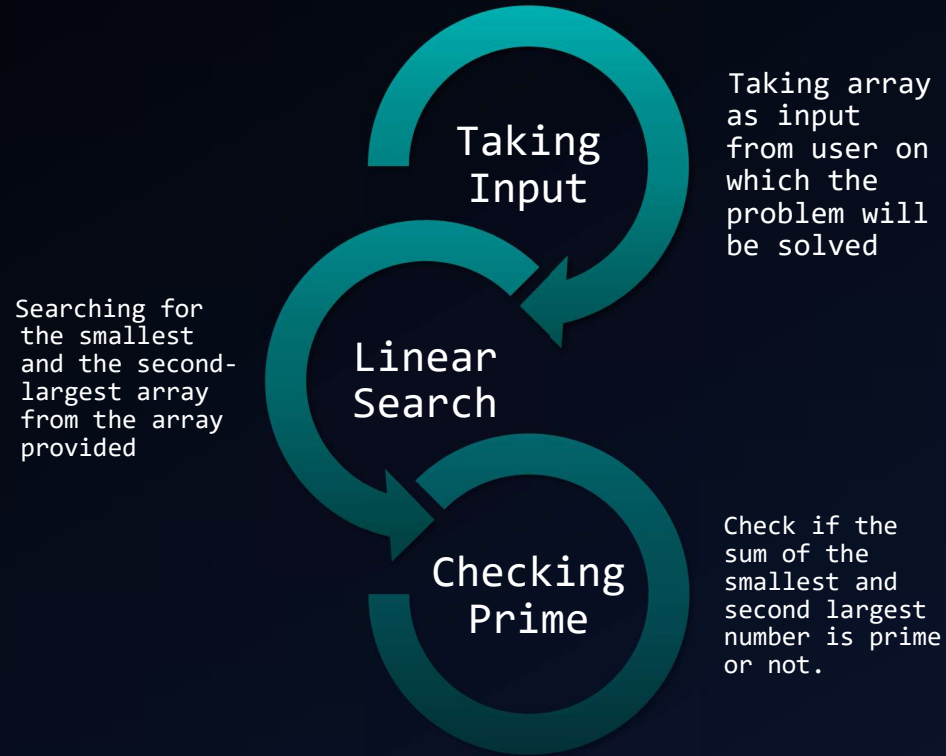 Taking
Input
Taking array
as input
from user on
which the
problem will
be solved
Searching for
the smallest
and the second-
largest array
from the array
provided
Linear
Search
Checking
Prime
Check if the
sum of the
smallest and
second largest
number is prime
or not.